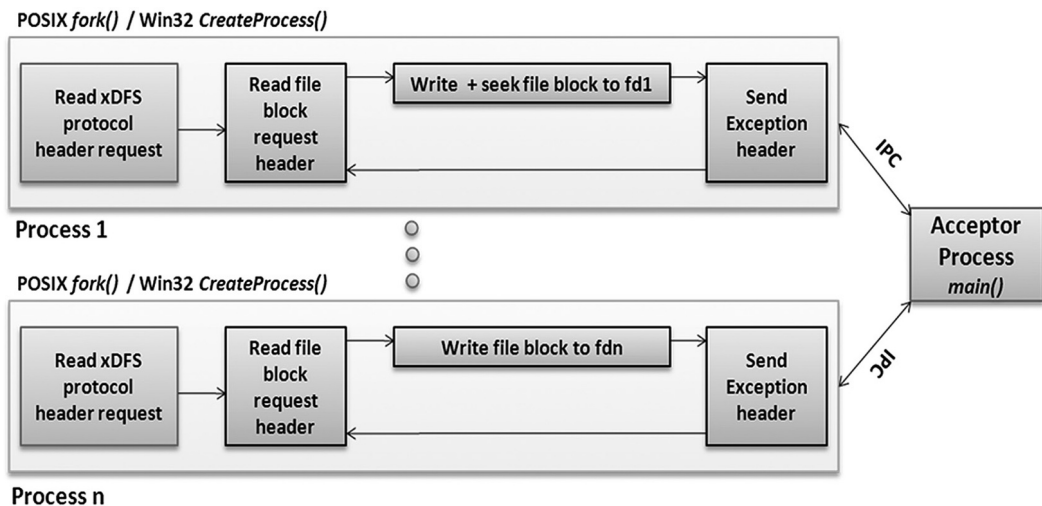 POSIX fork() / Win32 CreateProcess()
Read xDFS
protocol
header request
Read file
block
request
header
Write + seek file block to fd1
Send
Exception
header
IPC
Process 1
Acceptor
Process
main()
POSIX fork() / Win32 CreateProcess()
Read xDFS
protocol
header request
Read file
block
request
header
Write file block to fdn
Send
Exception
header
IPC
Process n